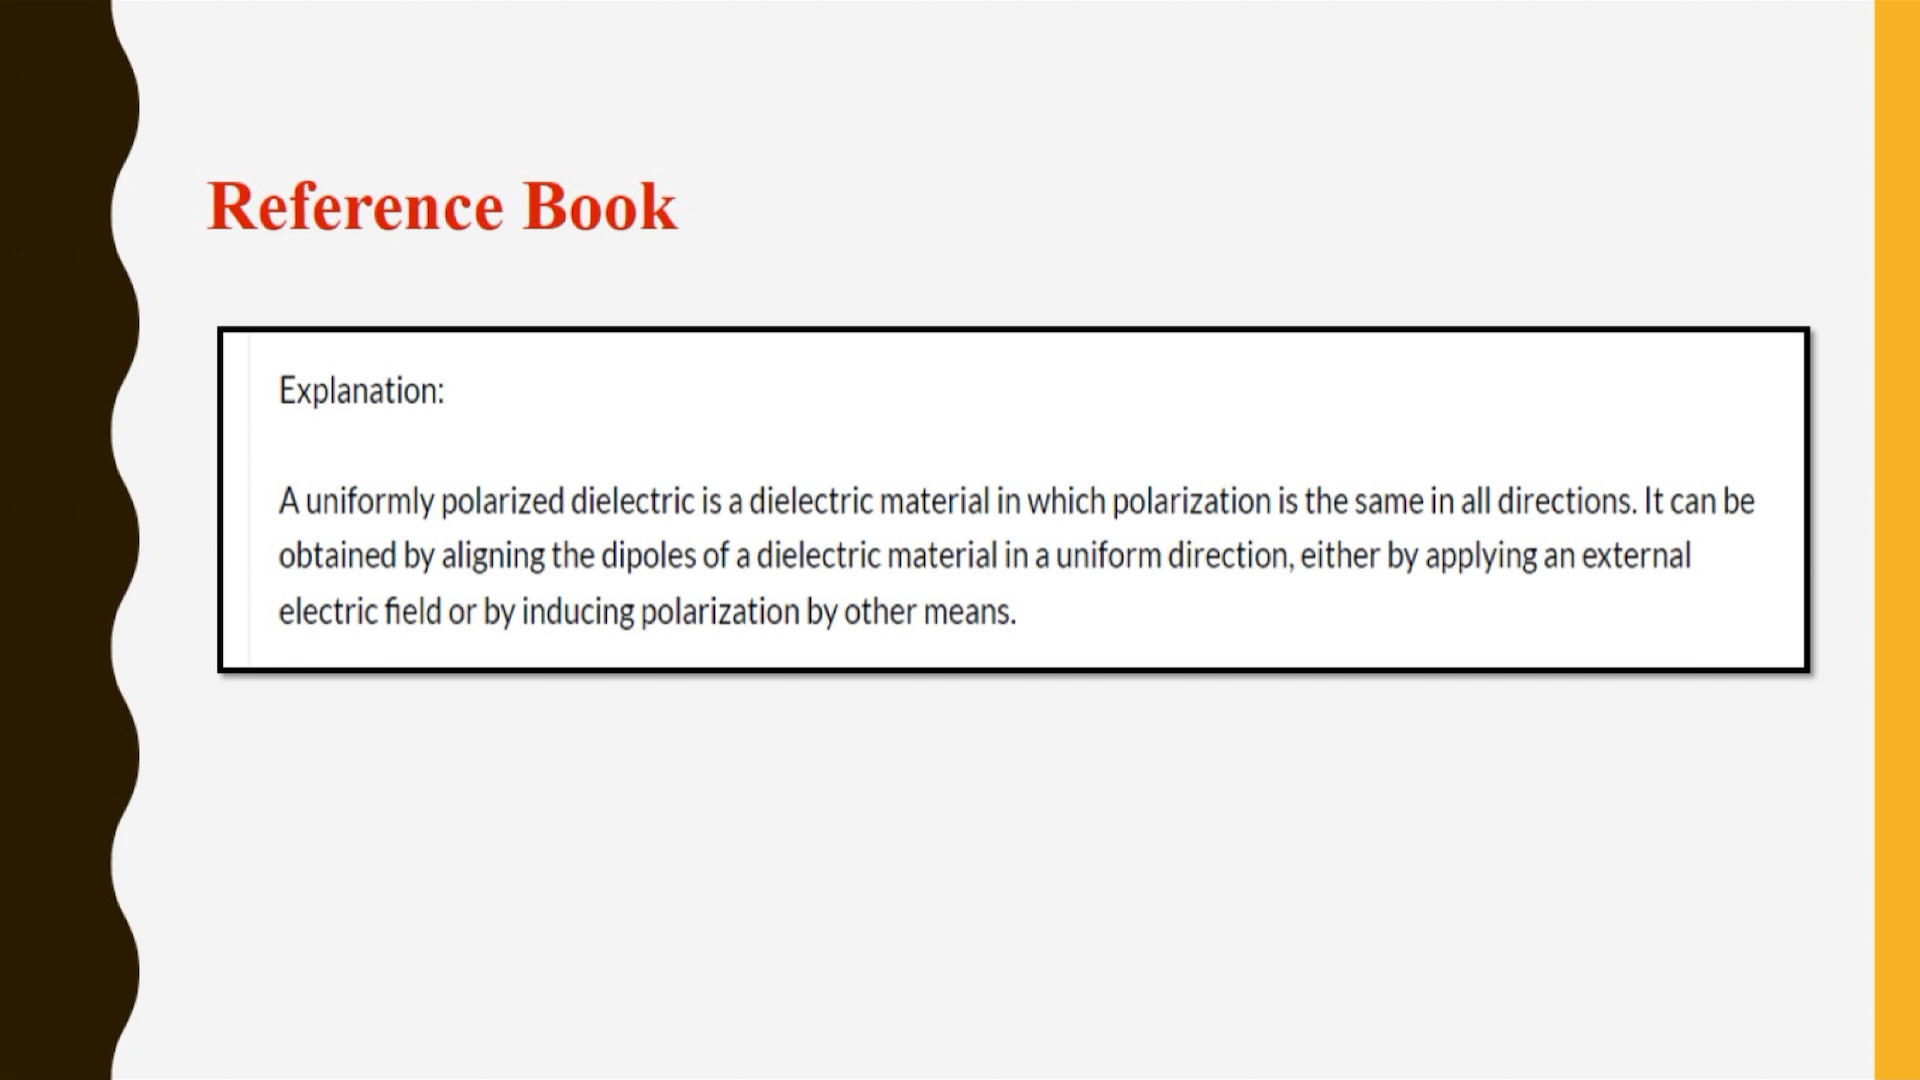 Reference Book
Explanation:
A uniformly polarized dielectric is a dielectric material in which polarization is the same in all directions. It can be
obtained by aligning the dipoles of a dielectric material in a uniform direction, either by applying an external
electric field or by inducing polarization by other means.